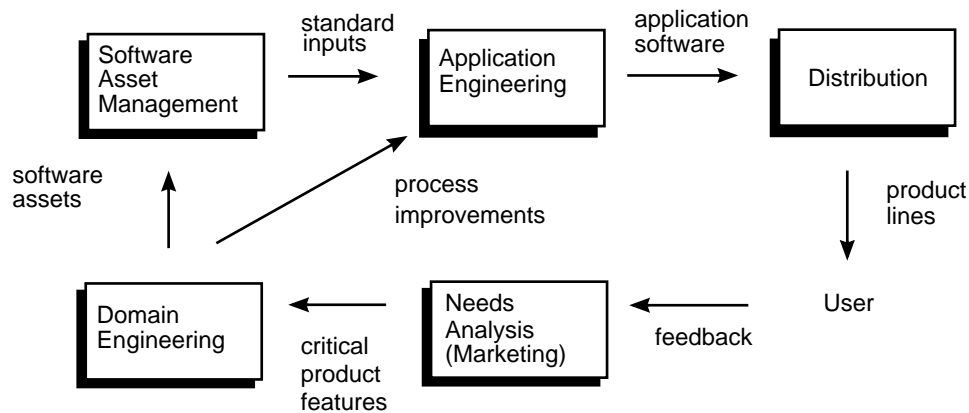 Software
Asset
Management
standard
inputs
Application
Engineering
application
software
Distribution
software
assets
process
improvements
product
lines
Domain
Engineering
critical
product
features
Needs
Analysis
(Marketing)
feedback
User